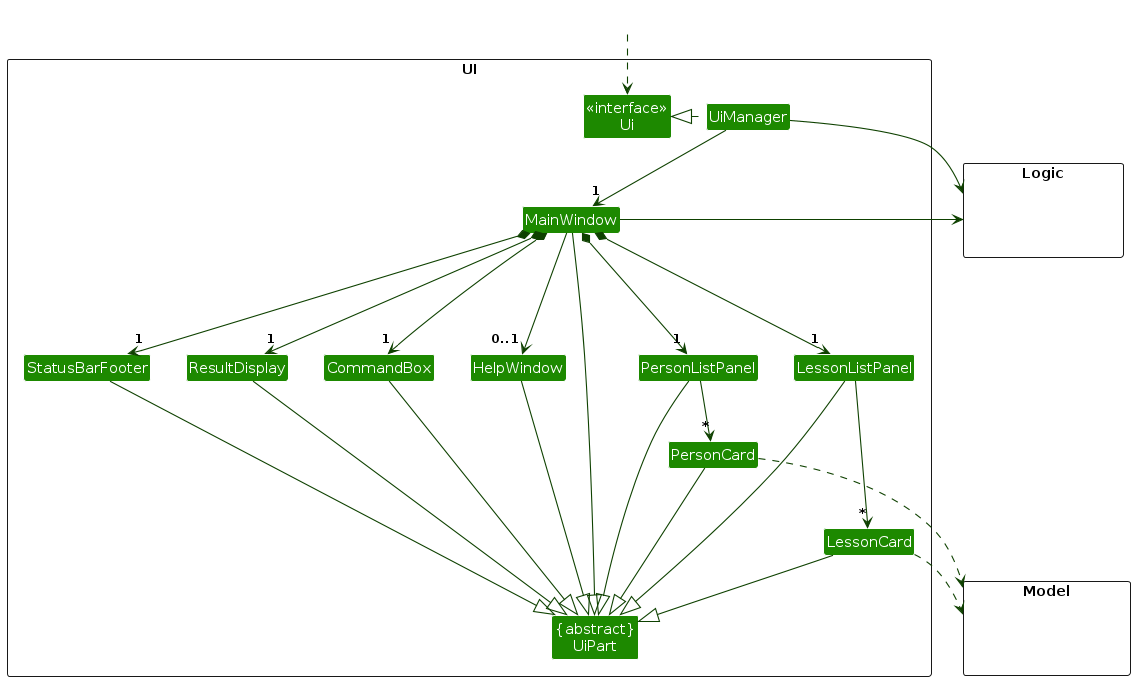 UI
«interface»
Ui
UiManager
Logic
1
MainWindow
1
1
1
0..1
1
1
StatusBarFooter
ResultDisplay
CommandBox
HelpWindow
PersonListPanel
LessonListPanel
*
PersonCard
*
LessonCard
Model
{abstract}
UiPart